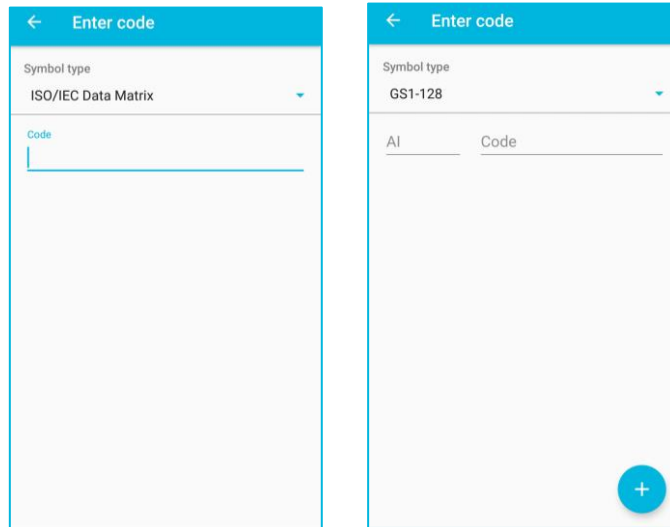 Enter code
Symbol type
ISO/IEC Data Matrix
Code
Enter code
Symbol type
GS1-128
AI Code